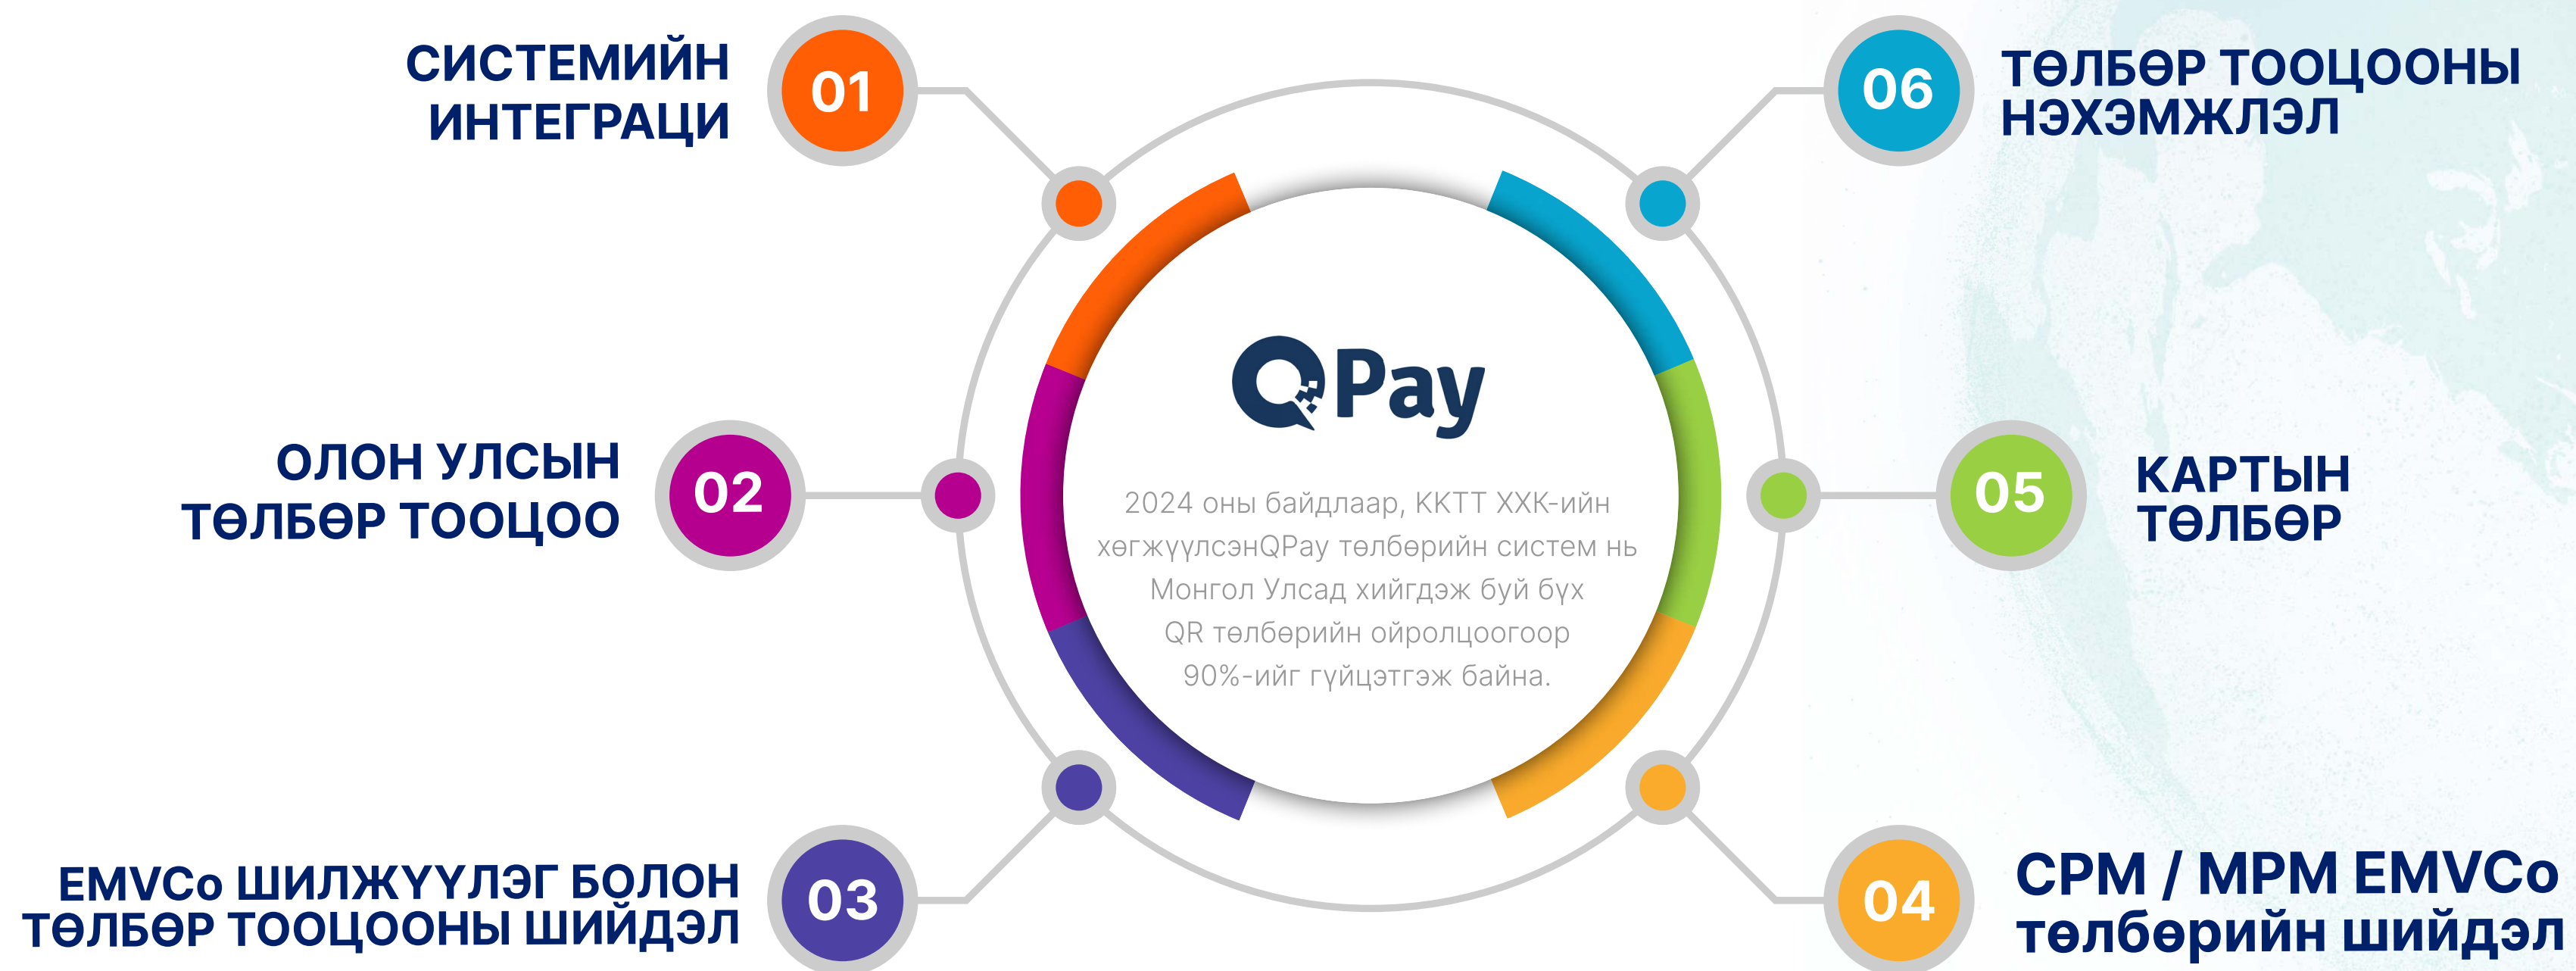 СИСТЕМИЙН
ИНТЕГРАЦИ
01
ОЛОН УЛСЫН
ТӨЛБӨР ТООЦОО
02
EMVCo ШИЛЖҮҮЛЭГ БОЛОН
ТӨЛБӨР ТООЦООНЫ ШИЙДЭЛ
03
QPay
2024 оны байдлаар, ККТТ ХХК-ийн
хөгжүүлсэнQPay төлбөрийн систем нь
Монгол Улсад хийгдэж буй бүх
QR төлбөрийн ойролцоогоор
90%-ийг гүйцэтгэж байна.
06
ТӨЛБӨР ТООЦООНЫ
НЭХЭМЖЛЭЛ
05
КАРТЫН
ТӨЛБӨР
04
CPM / MPM EMVCo
төлбөрийн шийдэл